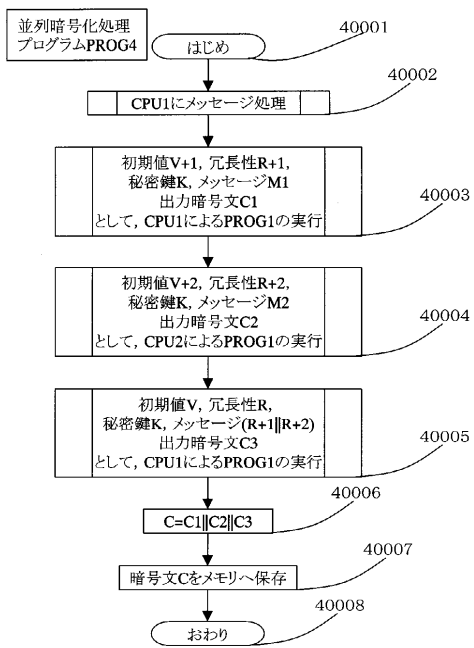 並列暗号化処理
プログラムPROG4
はじめ
40001
CPU1にメッセージ処理
40002
初期値V+1, 冗長性R+1,
秘密鍵K, メッセージM1
出力暗号文C1
として, CPU1によるPROG1の実行
40003
初期値V+2, 冗長性R+2,
秘密鍵K, メッセージM2
出力暗号文C2
として, CPU2によるPROG1の実行
40004
初期値V, 冗長性R,
秘密鍵K, メッセージ(R+1||R+2)
出力暗号文C3
として, CPU1によるPROG1の実行
40005
C=C1||C2||C3
40006
暗号文Cをメモリへ保存
40007
おわり
40008